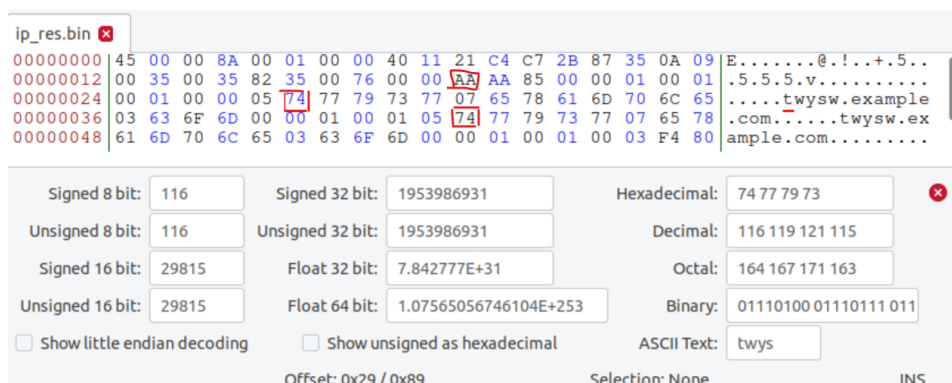 ip_res.bin
00000000 45 00 00 8A 00 01 00 00 40 11 21 C4 C7 2B 87 35 0A 09 E.......@.!..+.5..
00000012 00 35 00 35 82 35 00 76 00 00 AA AA 85 00 00 01 00 01 .5.5.5.v..........
00000024 00 01 00 00 05 74 77 79 73 77 07 65 78 61 6D 70 6C 65 .....twysw.example
00000036 03 63 6F 6D 00 00 01 00 01 05 74 77 79 73 77 07 65 78 .com......twysw.ex
00000048 61 6D 70 6C 65 03 63 6F 6D 00 00 01 00 01 00 03 F4 80 ample.com.........
Signed 8 bit: 116 Signed 32 bit: 1953986931 Hexadecimal: 74 77 79 73
Unsigned 8 bit: 116 Unsigned 32 bit: 1953986931 Decimal: 116 119 121 115
Signed 16 bit: 29815 Float 32 bit: 7.842777E+31 Octal: 164 167 171 163
Unsigned 16 bit: 29815 Float 64 bit: 1.07565056746104E+253 Binary: 01110100 01110111 011
Show little endian decoding Show unsigned as hexadecimal ASCII Text: twys
Offset: 0x29 / 0x89 Selection: None INS